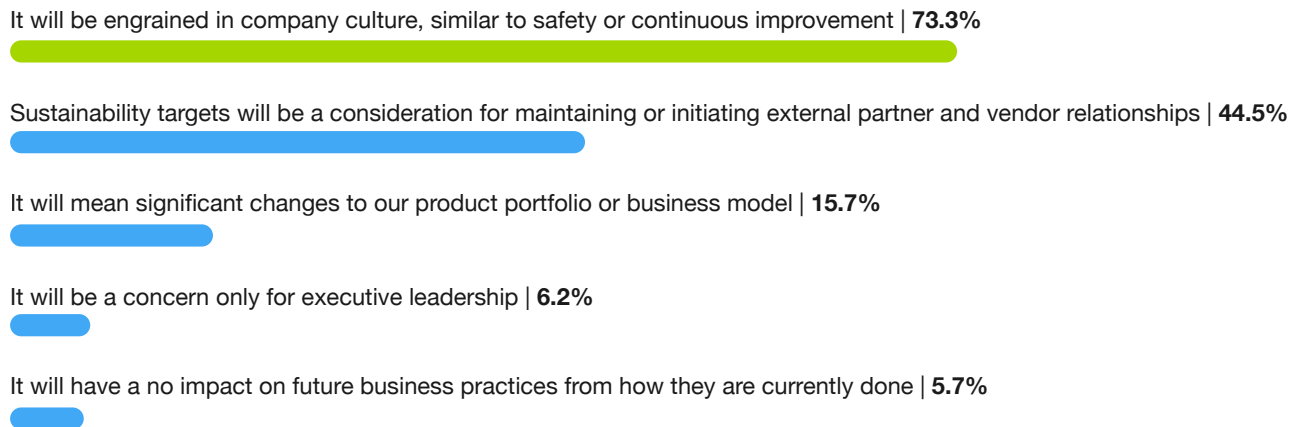 It will be engrained in company culture, similar to safety or continuous improvement | 73.3%
Sustainability targets will be a consideration for maintaining or initiating external partner and vendor relationships | 44.5%
It will mean significant changes to our product portfolio or business model | 15.7%
It will be a concern only for executive leadership | 6.2%
It will have a no impact on future business practices from how they are currently done | 5.7%